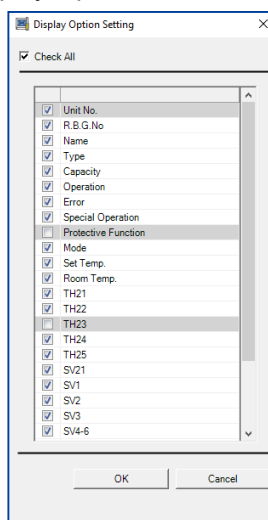 Display Option Setting
Check All
Unit No.
R.B.G.No
Name
Type
Capacity
Operation
Error
Special Operation
Protective Function
Mode
Set Temp.
Room Temp.
TH21
TH22
TH23
TH24
TH25
SV21
SV1
SV2
SV3
SV4-6
OK Cancel